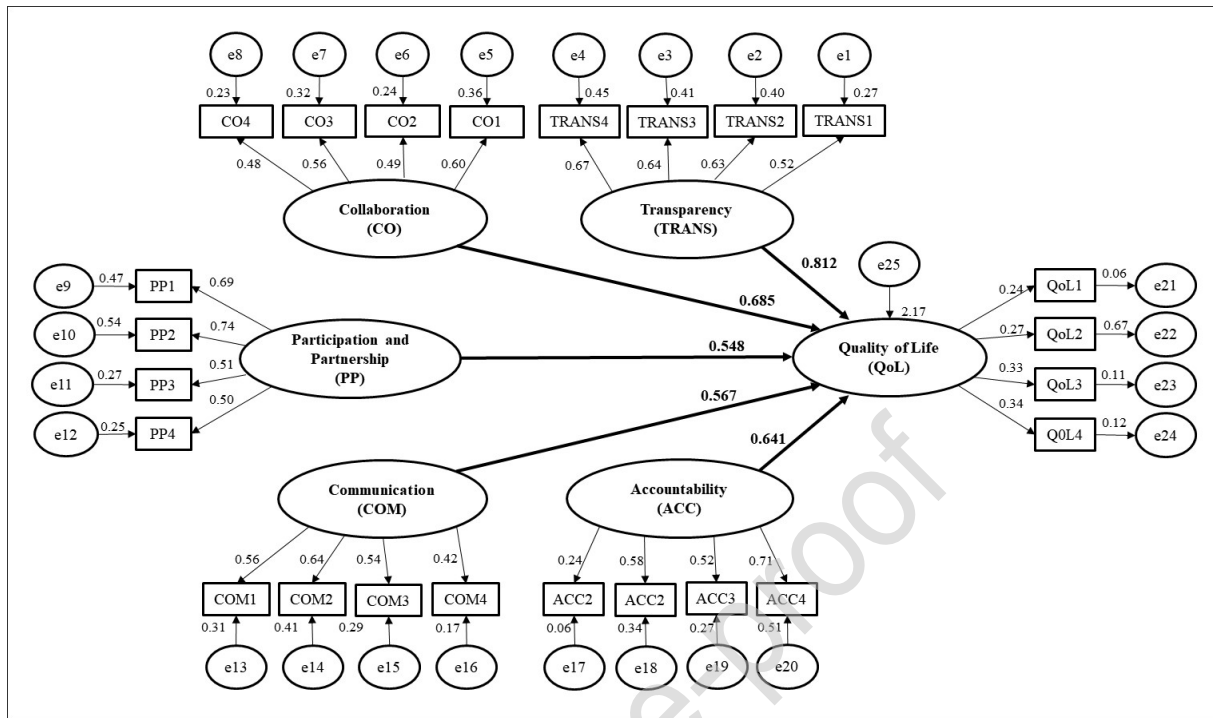 e8 e7 e6 e5 e4 e3 e2 e1
0.23 0.32 0.24 0.36 0.45 0.41 0.40 0.27
CO4 CO3 CO2 CO1 TRANS4 TRANS3 TRANS2 TRANS1
0.48 0.56 0.49 0.60 0.67 0.64 0.63 0.52
Collaboration
(CO)
Transparency
(TRANS)
0.812
0.685
e25
2.17
e9 0.47 PP1 0.69
e10 0.54 PP2 0.74
e11 0.27 PP3 0.51
e12 0.25 PP4 0.50
Participation and
Partnership
(PP)
0.548
0.567
0.641
Quality of Life
(QoL)
0.24 QoL1 0.06 e21
0.27 QoL2 0.67 e22
0.33 QoL3 0.11 e23
0.34 Q0L4 0.12 e24
Communication
(COM)
Accountability
(ACC)
0.56 0.64 0.54 0.42 0.24 0.58 0.52 0.71
COM1 COM2 COM3 COM4 ACC2 ACC2 ACC3 ACC4
0.31 0.41 0.29 0.17 0.06 0.34 0.27 0.51
e13 e14 e15 e16 e17 e18 e19 e20
e-proof